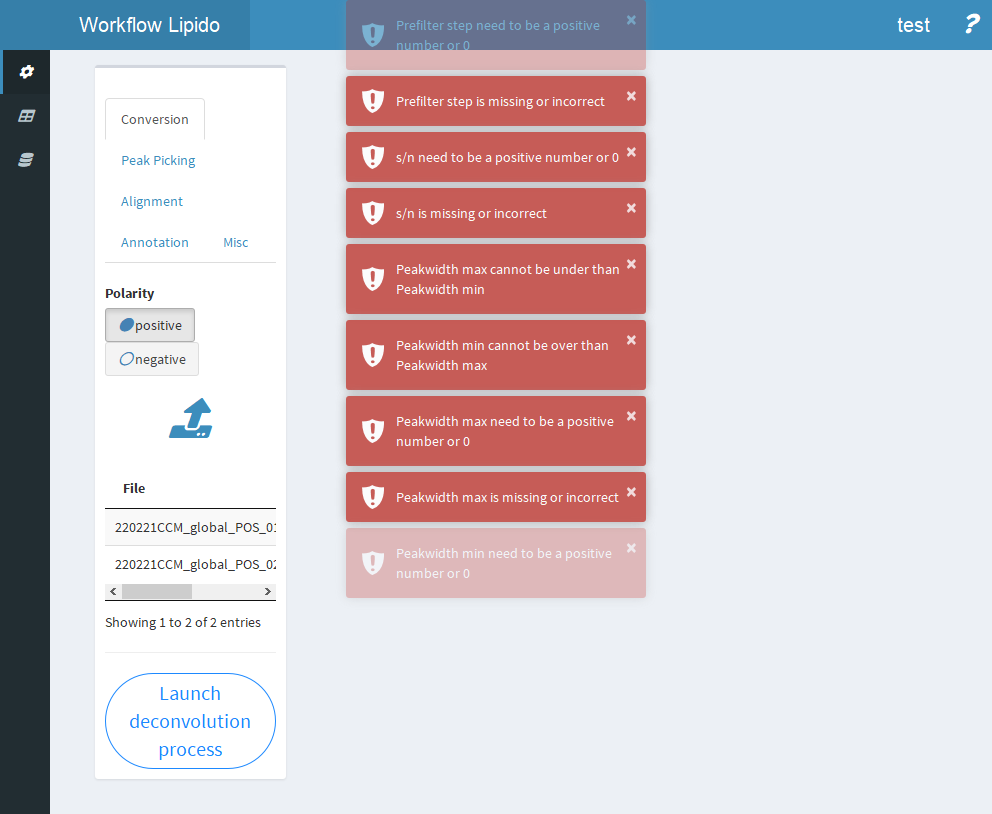 Workflow Lipido
test
?
Conversion
Peak Picking
Alignment
Annotation
Misc
Polarity
positive
negative
File
220221CCM_global_POS_01
220221CCM_global_POS_02
Showing 1 to 2 of 2 entries
Launch
deconvolution
process
Prefilter step need to be a positive
number or 0
Prefilter step is missing or incorrect
s/n need to be a positive number or 0
s/n is missing or incorrect
Peakwidth max cannot be under than
Peakwidth min
Peakwidth min cannot be over than
Peakwidth max
Peakwidth max need to be a positive
number or 0
Peakwidth max is missing or incorrect
Peakwidth min need to be a positive
number or 0